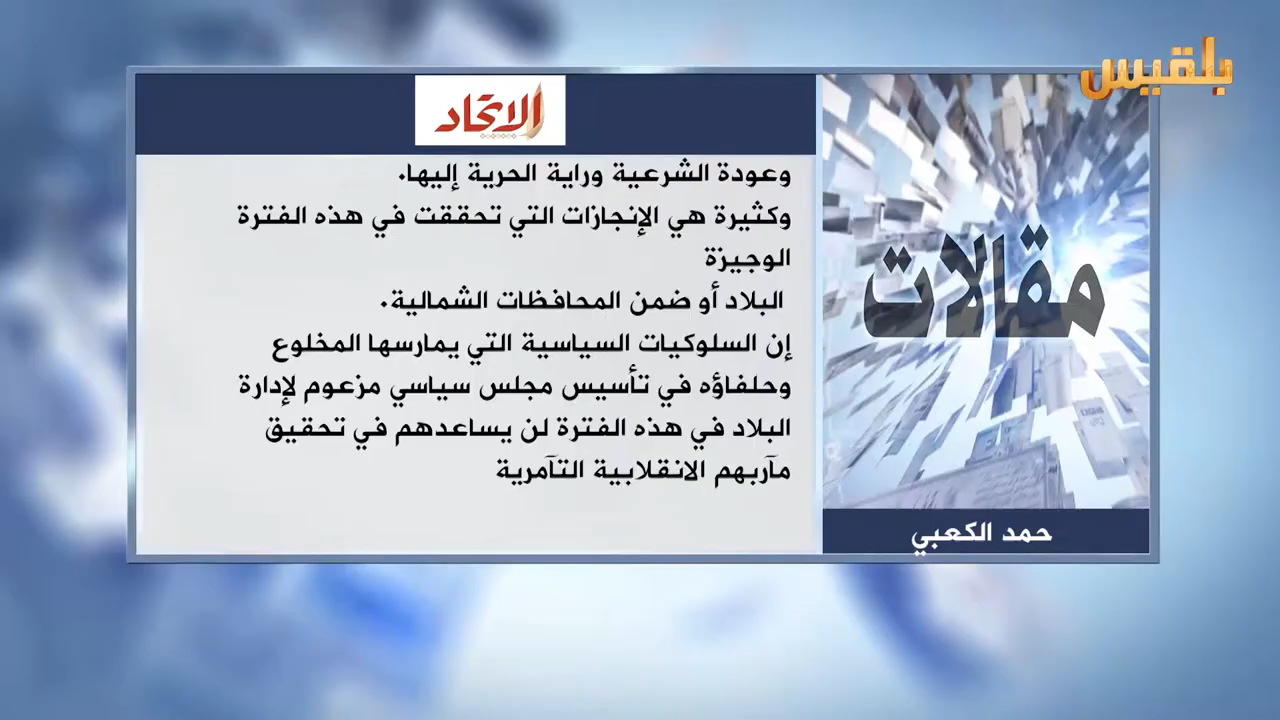 بلقيس
الاتحاد
وعودة الشرعية وراية الحرية إليها.
وكثيرة هي الإنجازات التي تحققت في هذه الفترة
الوجيزة
البلاد أو ضمن المحافظات الشمالية.
إن السلوكيات السياسية التي يمارسها المخلوع
وحلفاؤه في تأسيس مجلس سياسي مزعوم لإدارة
البلاد في هذه الفترة لن يساعدهم في تحقيق
مآربهم الانقلابية التآمرية
مقالات
حمد الكعبي